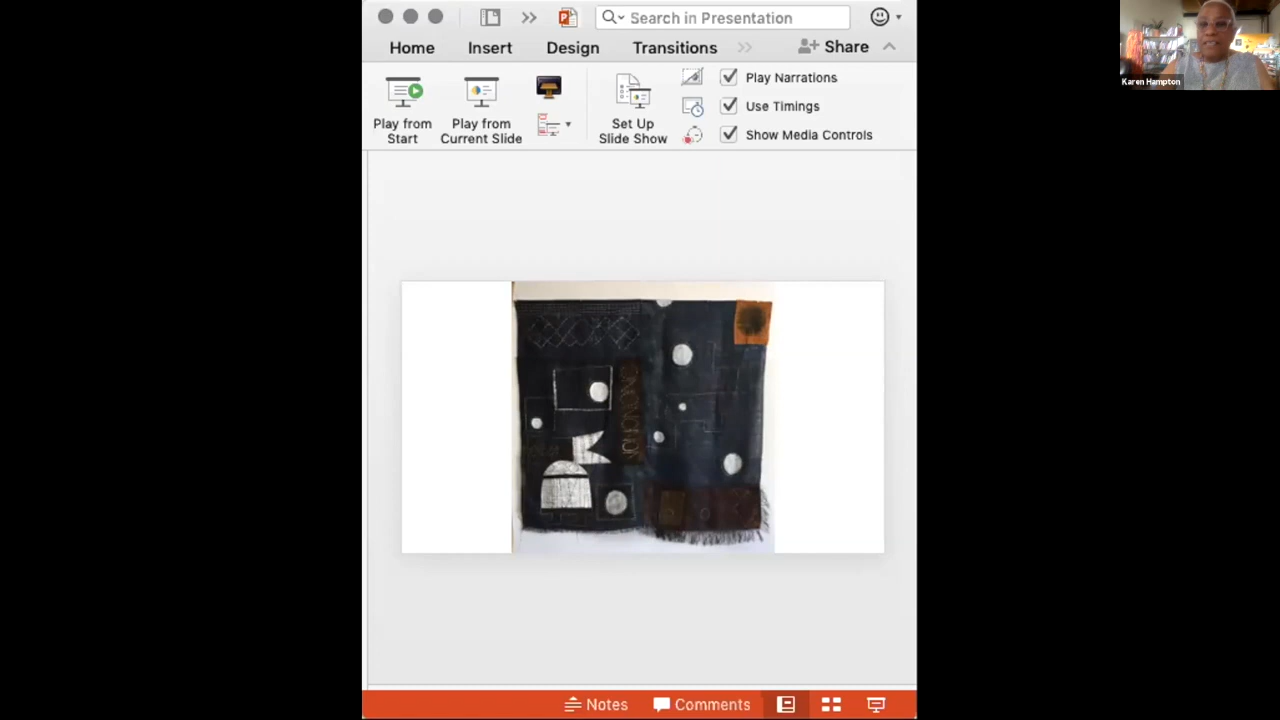 Search in Presentation
Home Insert Design Transitions Share
Play from Start
Play from Current Slide
Set Up Slide Show
Play Narrations
Use Timings
Show Media Controls
Karen Hampton
Notes Comments